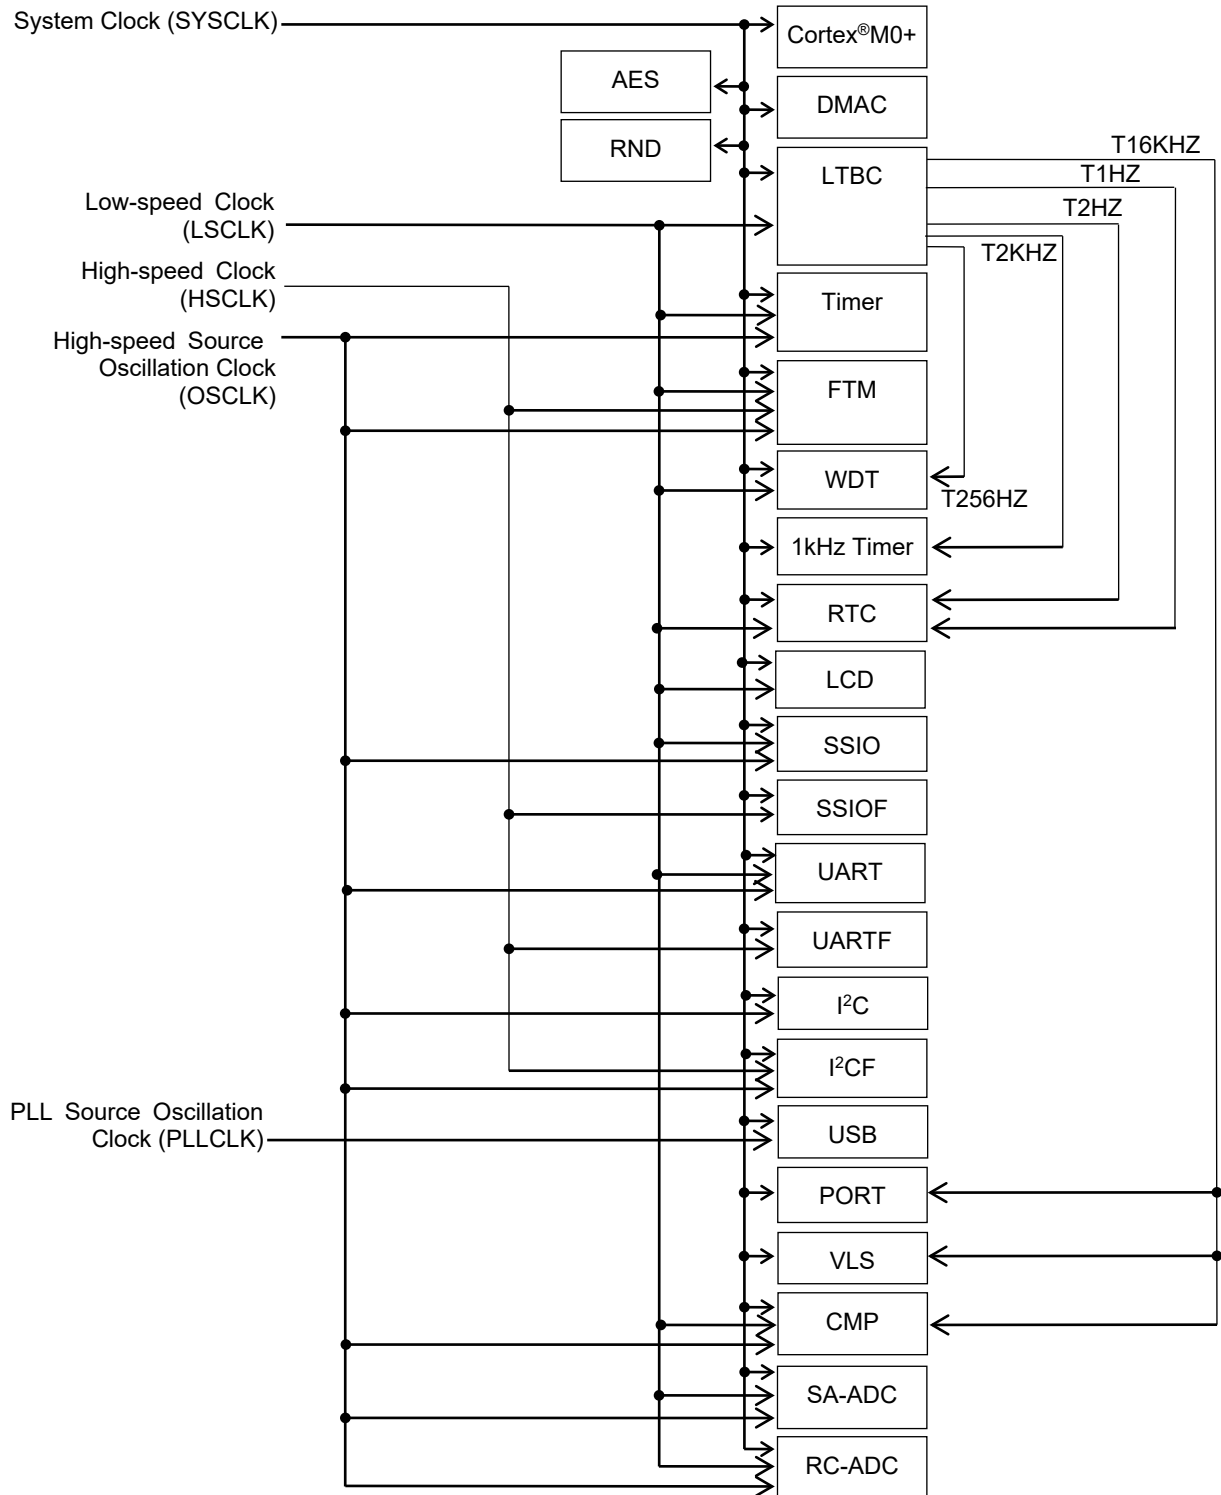 System Clock (SYSCLK)
Cortex®M0+
AES
DMAC
RND
T16KHZ
LTBC
T1HZ
Low-speed Clock
(LSCLK)
T2HZ
T2KHZ
High-speed Clock
(HSCLK)
Timer
High-speed Source
Oscillation Clock
(OSCLK)
FTM
WDT
T256HZ
1kHz Timer
RTC
LCD
SSIO
SSIOF
UART
UARTF
I²C
I²CF
PLL Source Oscillation
Clock (PLLCLK)
USB
PORT
VLS
CMP
SA-ADC
RC-ADC